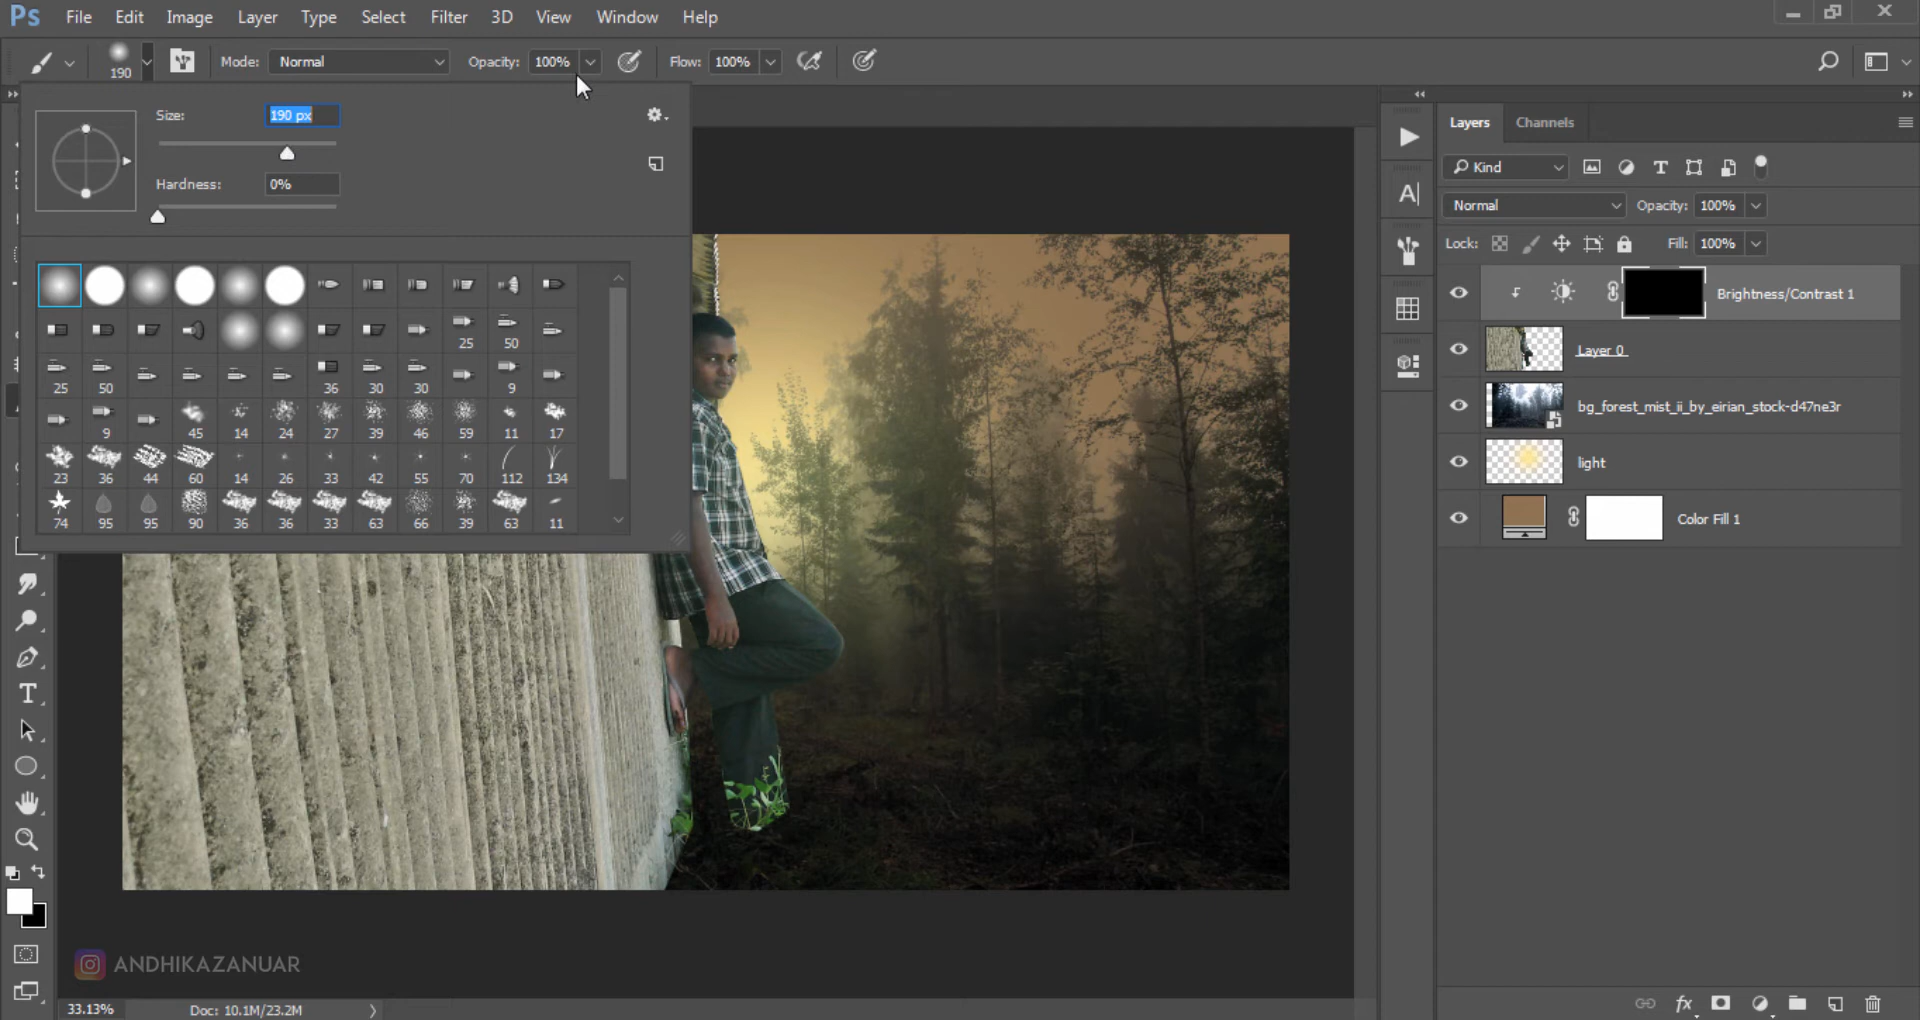 Ps File Edit Image Layer Type Select Filter 3D View Window Help
190 Mode: Normal Opacity: 100% Flow: 100%
Size: 190 px
Hardness: 0%
25 50
25 50 36 30 30 9
9 45 14 24 27 39 46 59 11 17
23 36 44 60 14 26 33 42 55 70 112 134
74 95 95 90 36 36 33 63 66 39 63 11
Layers Channels
Kind
Normal Opacity: 100%
Lock: Fill: 100%
Brightness/Contrast 1
Layer 0
bg_forest_mist_ii_by_eirian_stock-d47ne3r
light
Color Fill 1
ANDHIKAZANUAR
33.13% Doc: 10.1M/23.2M